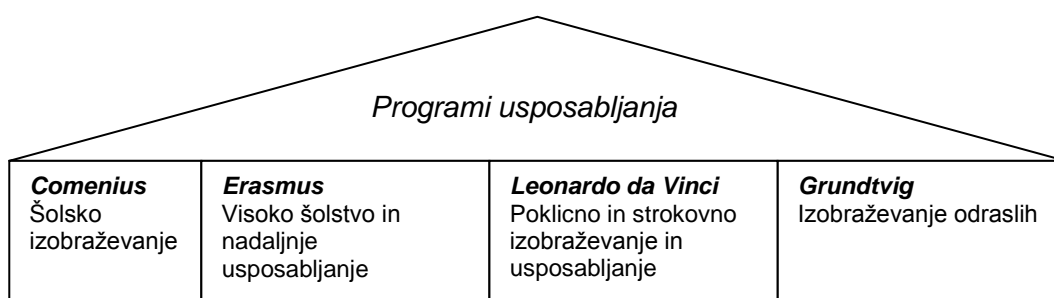 Programi usposabljanja
Comenius
Šolsko
izobraževanje
Erasmus
Visoko šolstvo in
nadaljnje
usposabljanje
Leonardo da Vinci
Poklicno in strokovno
izobraževanje in
usposabljanje
Grundtvig
Izobraževanje odraslih